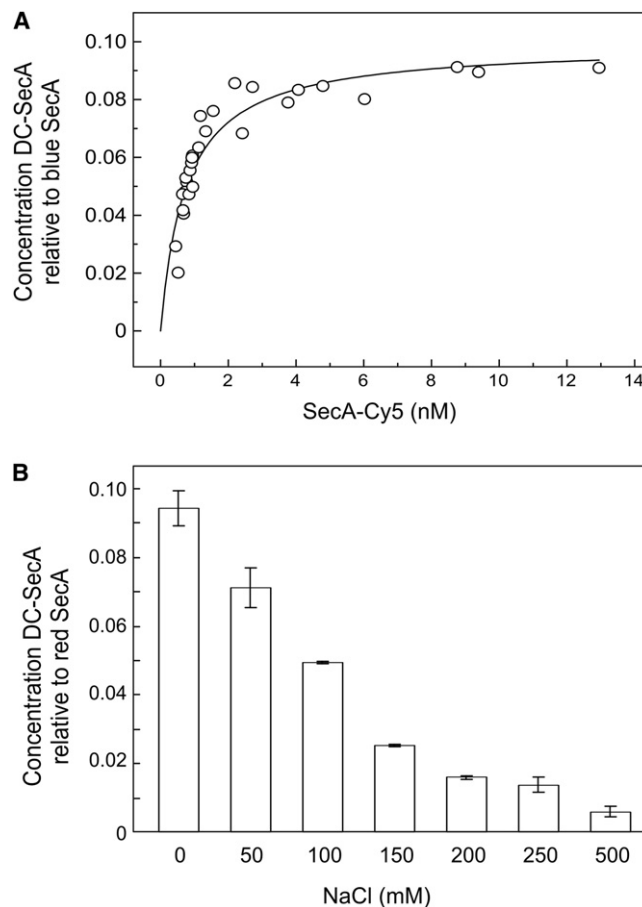 A
Concentration DC-SecA
relative to blue SecA
0.10
0.08
0.06
0.04
0.02
0
0 2 4 6 8 10 12 14
SecA-Cy5 (nM)
B
Concentration DC-SecA
relative to red SecA
0.10
0.08
0.06
0.04
0.02
0
0 50 100 150 200 250 500
NaCl (mM)